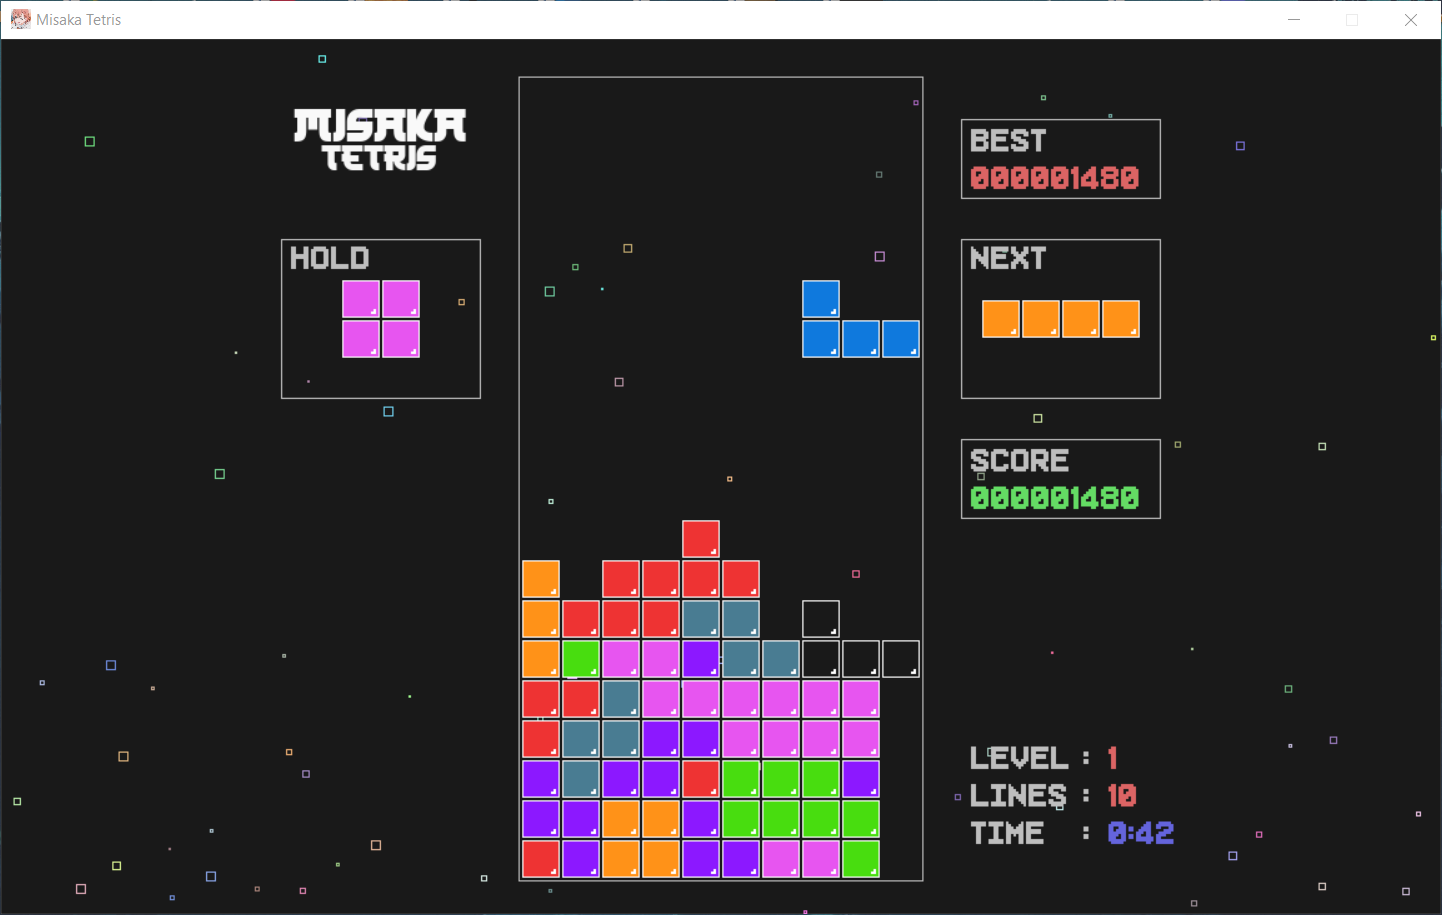 Misaka Tetris
MISAKA
TETRIS
BEST
000001480
HOLD
NEXT
SCORE
000001480
LEVEL : 1
LINES : 10
TIME : 0:42